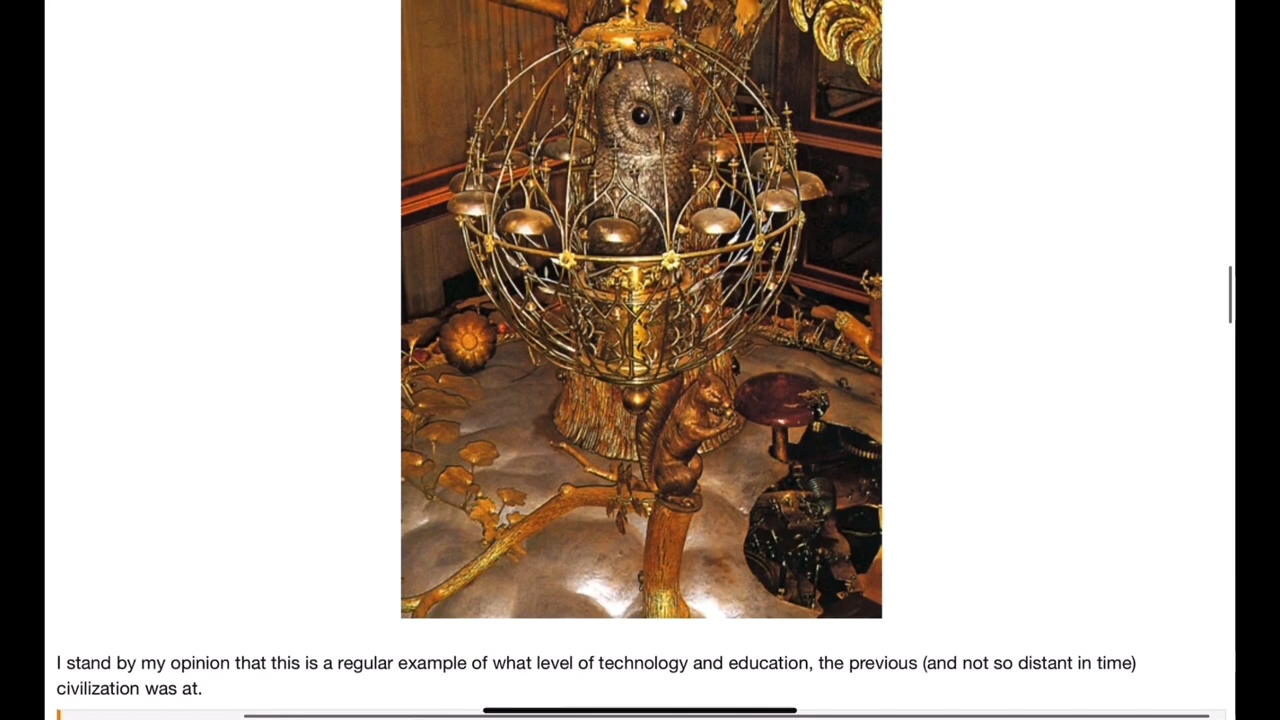 I stand by my opinion that this is a regular example of what level of technology and education, the previous (and not so distant in time)
civilization was at.